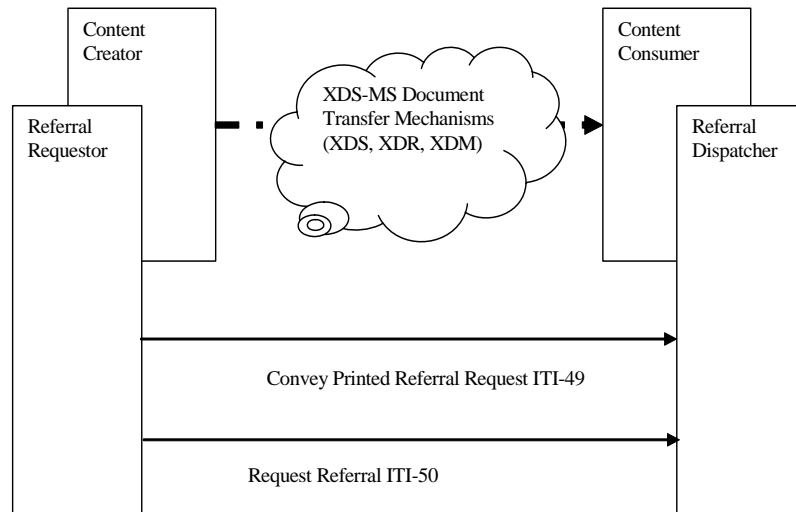 Content
Creator
Content
Consumer
XDS-MS Document
Transfer Mechanisms
(XDS, XDR, XDM)
Referral
Requestor
Referral
Dispatcher
Convey Printed Referral Request ITI-49
Request Referral ITI-50